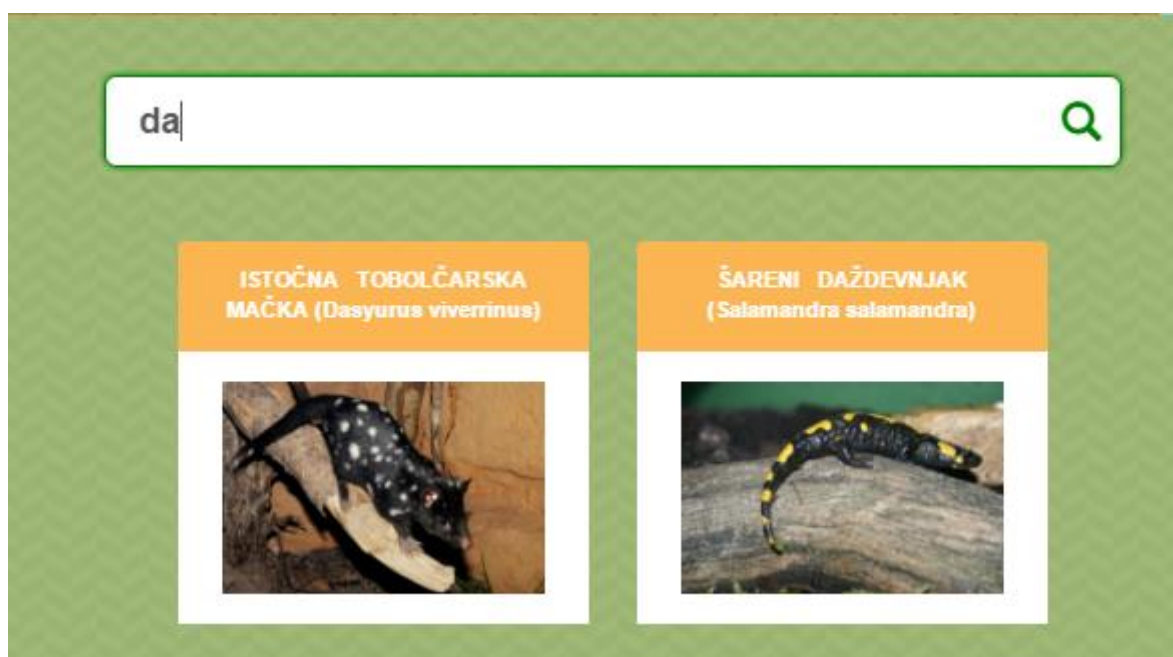 da
ISTOČNA TOBOLČARSKA
MAČKA (Dasyurus viverrinus)
ŠARENI DAŽDEVNJAK
(Salamandra salamandra)